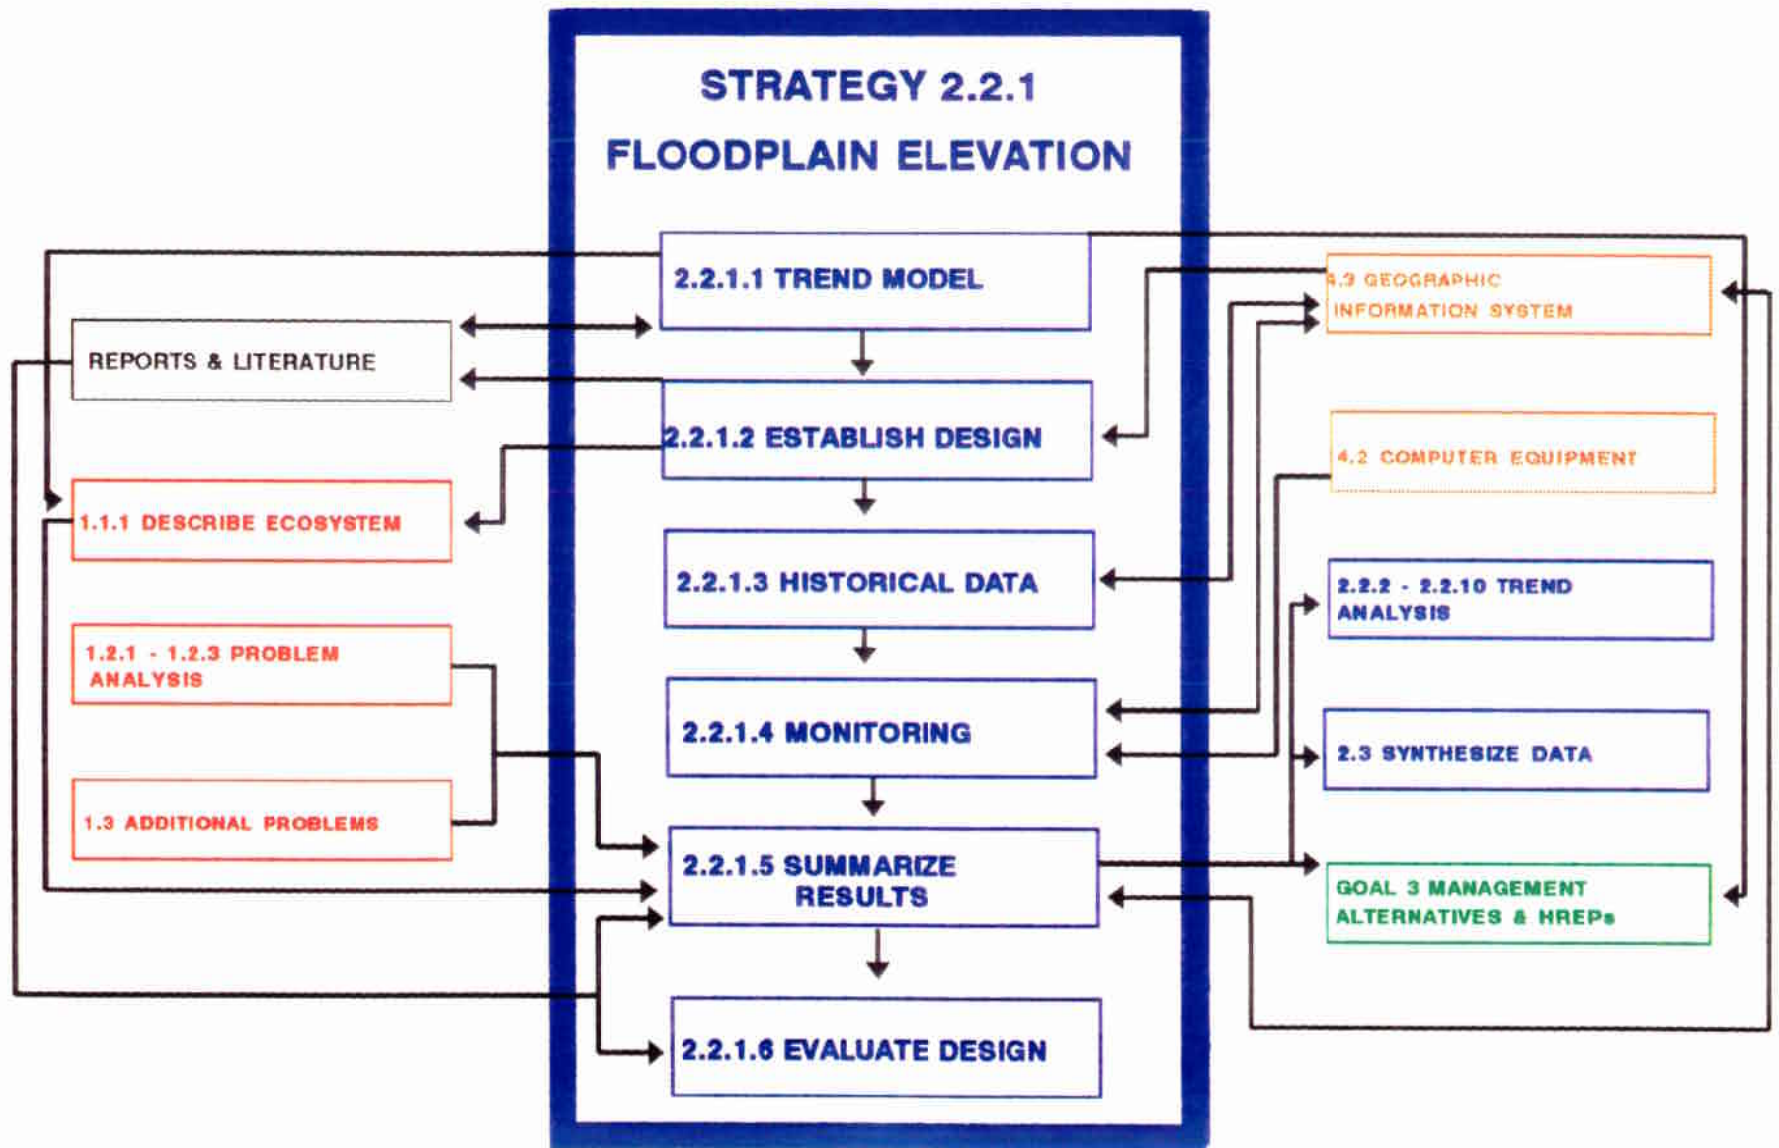 STRATEGY 2.2.1
FLOODPLAIN ELEVATION
2.2.1.1 TREND MODEL
2.2.1.2 ESTABLISH DESIGN
2.2.1.3 HISTORICAL DATA
2.2.1.4 MONITORING
2.2.1.5 SUMMARIZE
RESULTS
2.2.1.6 EVALUATE DESIGN
REPORTS & LITERATURE
1.1.1 DESCRIBE ECOSYSTEM
1.2.1 - 1.2.3 PROBLEM
ANALYSIS
1.3 ADDITIONAL PROBLEMS
4.3 GEOGRAPHIC
INFORMATION SYSTEM
4.2 COMPUTER EQUIPMENT
2.2.2 - 2.2.10 TREND
ANALYSIS
2.3 SYNTHESIZE DATA
GOAL 3 MANAGEMENT
ALTERNATIVES & HREPs